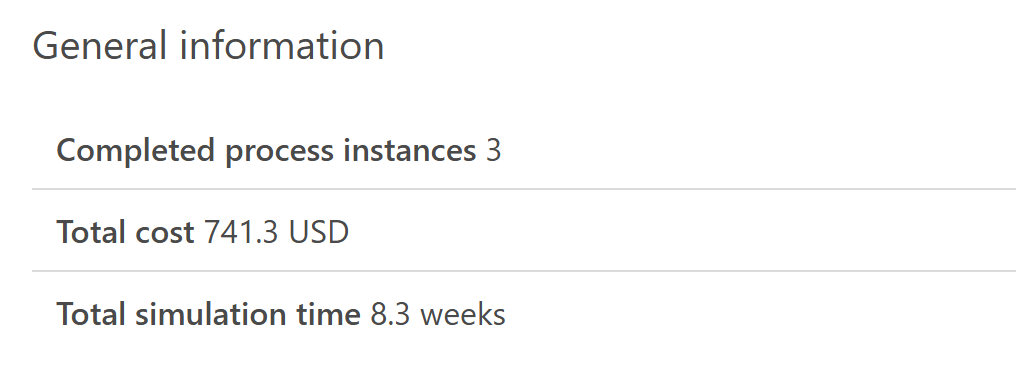 General information
Completed process instances 3
Total cost 741.3 USD
Total simulation time 8.3 weeks